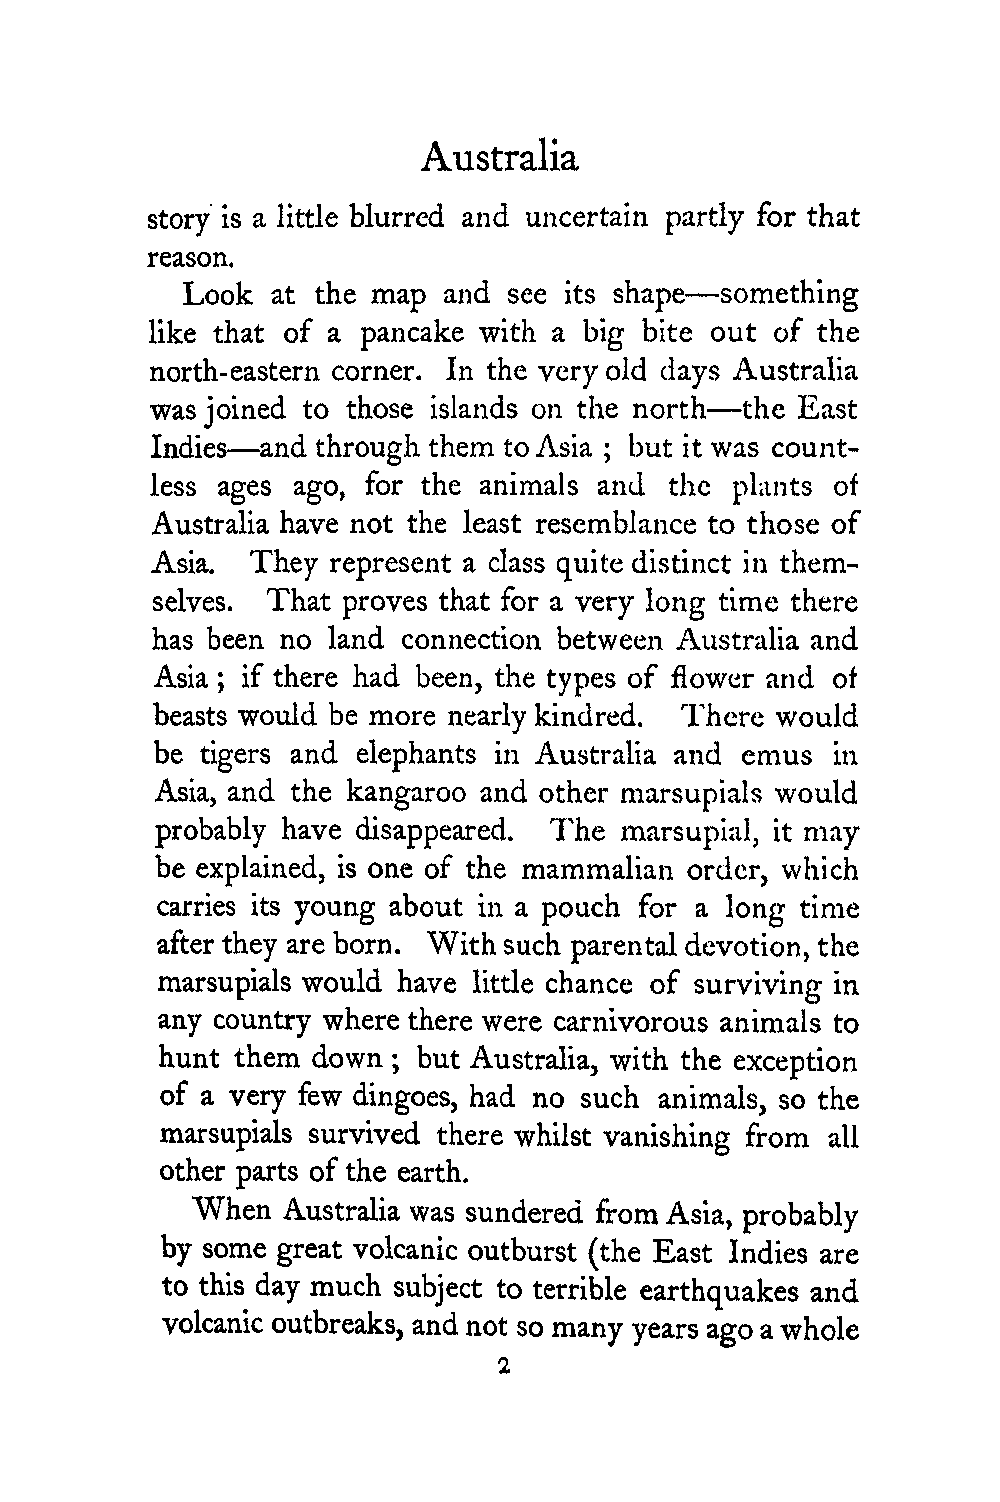 Australia
story is a little blurred and uncertain partly for that
reason.
Look at the map and see its shape—something
like that of a pancake with a big bite out of the
north-eastern corner. In the very old days Australia
was joined to those islands on the north—the East
Indies—and through them to Asia ; but it was count-
less ages ago, for the animals and the plants of
Australia have not the least resemblance to those of
Asia. They represent a class quite distinct in them-
selves. That proves that for a very long time there
has been no land connection between Australia and
Asia ; if there had been, the types of flower and of
beasts would be more nearly kindred. There would
be tigers and elephants in Australia and emus in
Asia, and the kangaroo and other marsupials would
probably have disappeared. The marsupial, it may
be explained, is one of the mammalian order, which
carries its young about in a pouch for a long time
after they are born. With such parental devotion, the
marsupials would have little chance of surviving in
any country where there were carnivorous animals to
hunt them down ; but Australia, with the exception
of a very few dingoes, had no such animals, so the
marsupials survived there whilst vanishing from all
other parts of the earth.
When Australia was sundered from Asia, probably
by some great volcanic outburst (the East Indies are
to this day much subject to terrible earthquakes and
volcanic outbreaks, and not so many years ago a whole
2